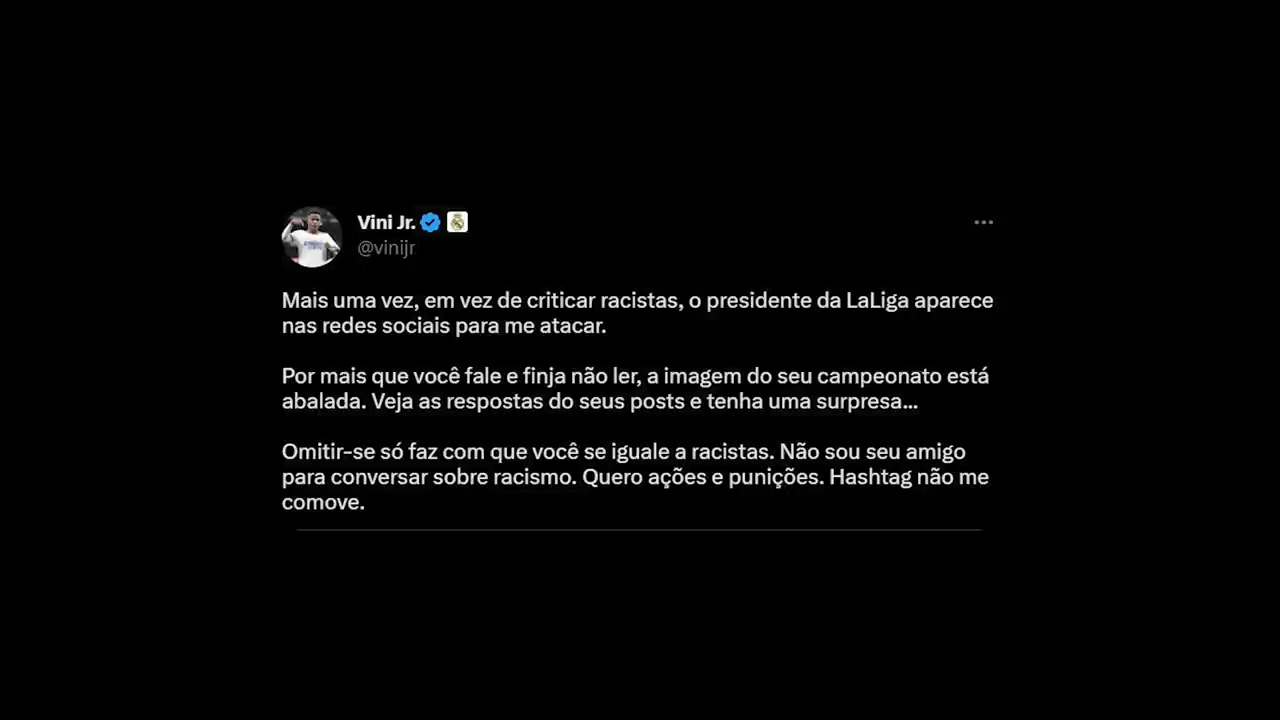 Vini Jr.
@vinijr
Mais uma vez, em vez de criticar racistas, o presidente da LaLiga aparece
nas redes sociais para me atacar.
Por mais que você fale e finja não ler, a imagem do seu campeonato está
abalada. Veja as respostas do seus posts e tenha uma surpresa...
Omitir-se só faz com que você se iguale a racistas. Não sou seu amigo
para conversar sobre racismo. Quero ações e punições. Hashtag não me
comove.